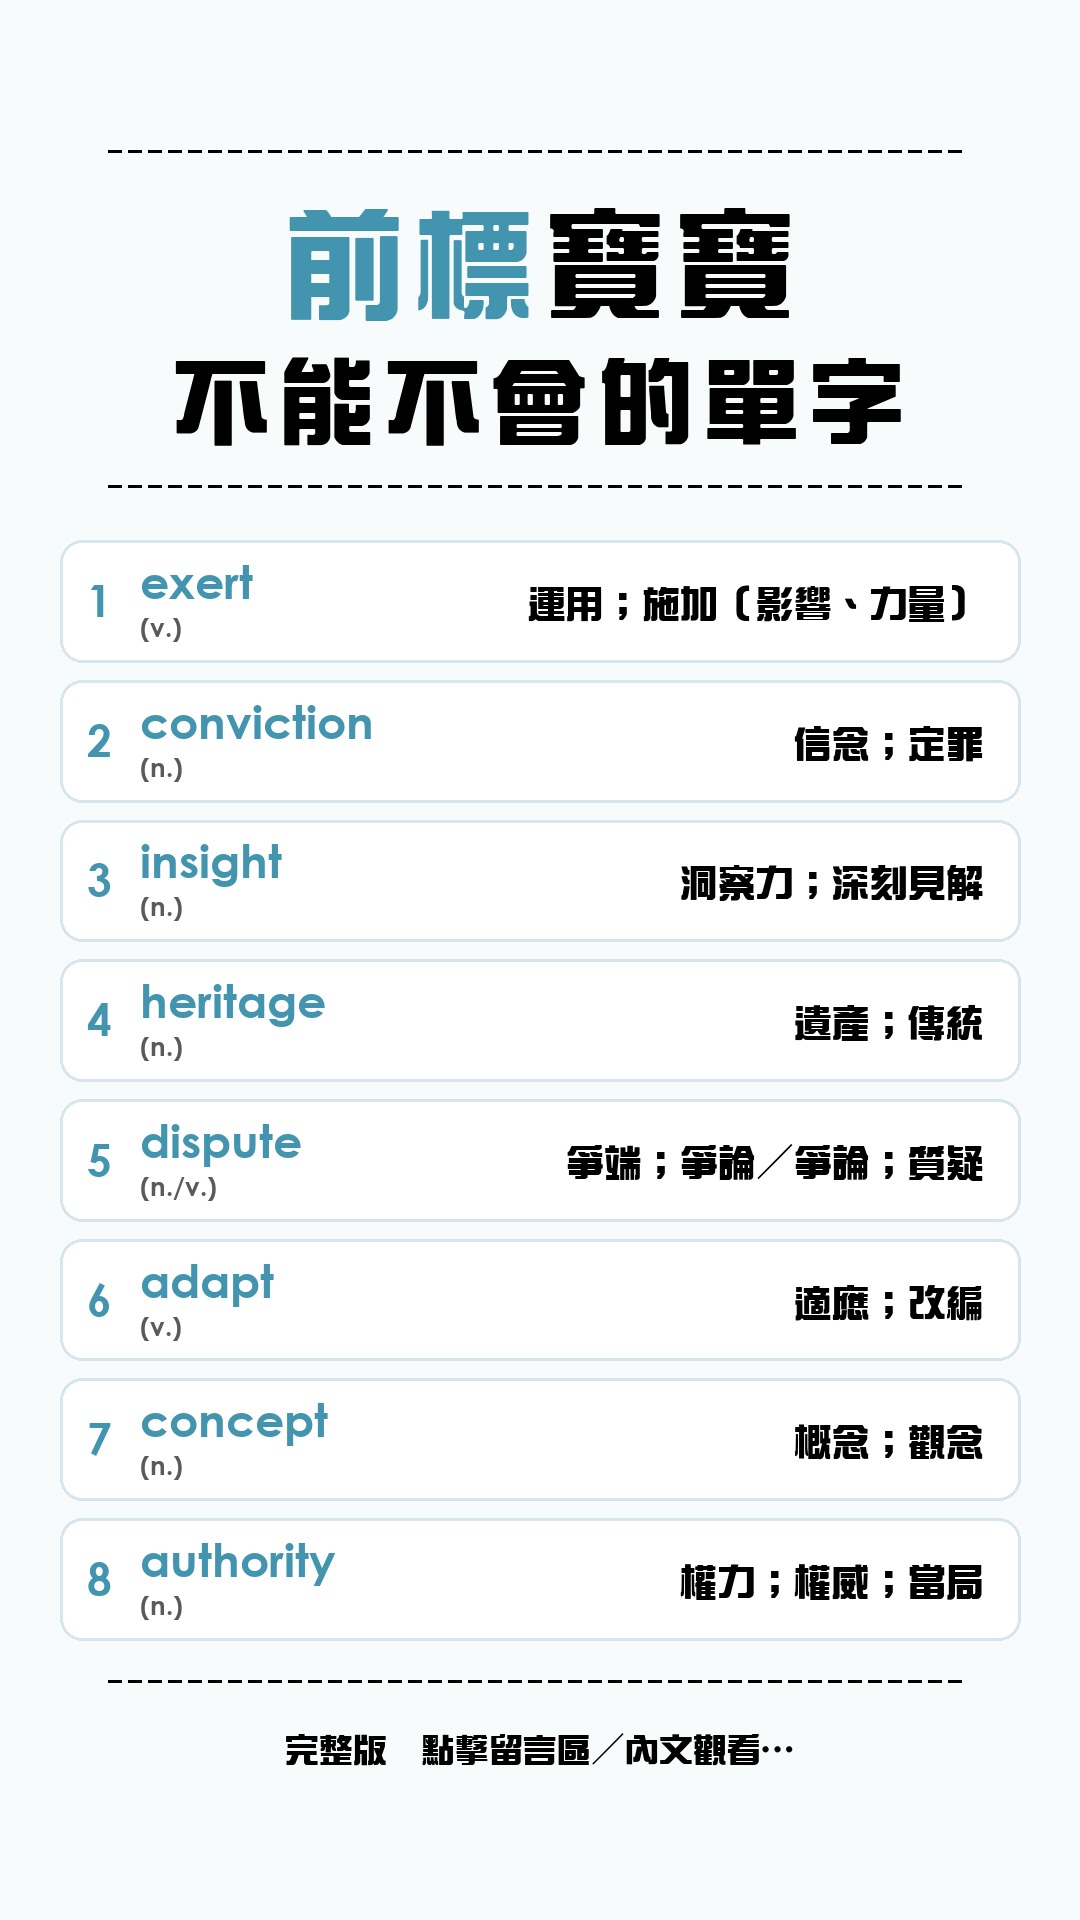 前標寶寶
不能不會的單字
1 exert 運用；施加（影響、力量）
(v.)
2 conviction 信念；定罪
(n.)
3 insight 洞察力；深刻見解
(n.)
4 heritage 遺產；傳統
(n.)
5 dispute 爭端；爭論／爭論；質疑
(n./v.)
6 adapt 適應；改編
(v.)
7 concept 概念；觀念
(n.)
8 authority 權力；權威；當局
(n.)
完整版　點擊留言區／內文觀看…